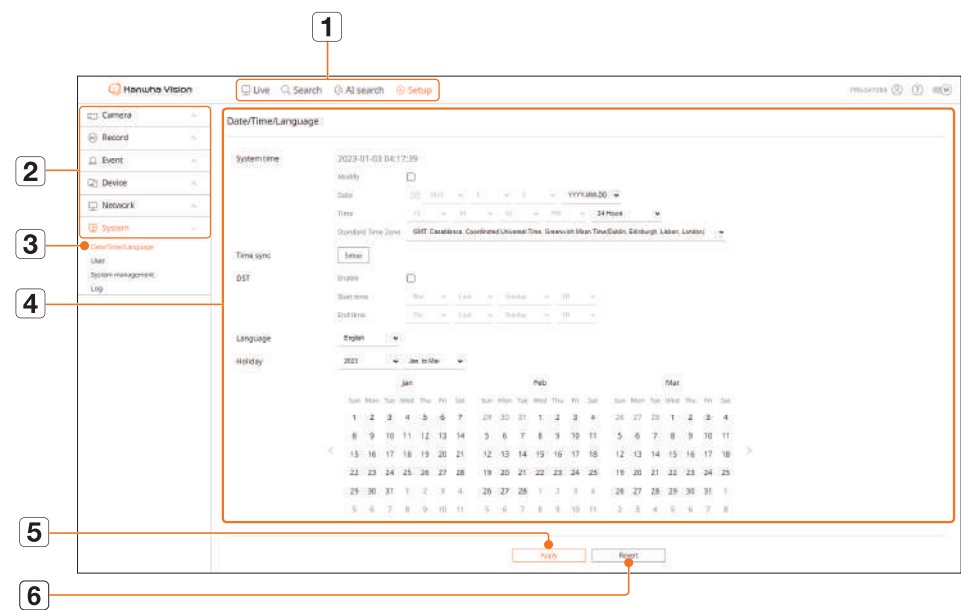 1
Hanwha Vision
Live Search AI search Setup
2
Camera
Record
Event
Device
Network
System
3
Date/Time/Language
User
System management
Log
4
Date/Time/Language
System time 2023-01-03 04:17:39
Modify
Date YYYY-MM-DD
Time 24 Hours
Standard Time Zone GMT Casablanca, Coordinated Universal Time, Greenwich Mean Time(Dublin, Edinburgh, Lisbon, London)
Time sync Setup
DST Enable
Start time Last Sunday
End time Last Sunday
Language English
Holiday 2023 Jan. to Mar
Jan Feb Mar
Sun Mon Tue Wed Thu Fri Sat Sun Mon Tue Wed Thu Fri Sat Sun Mon Tue Wed Thu Fri Sat
1 2 3 4 5 6 7 29 30 31 1 2 3 4 26 27 28 1 2 3 4
8 9 10 11 12 13 14 5 6 7 8 9 10 11 5 6 7 8 9 10 11
15 16 17 18 19 20 21 12 13 14 15 16 17 18 12 13 14 15 16 17 18
22 23 24 25 26 27 28 19 20 21 22 23 24 25 19 20 21 22 23 24 25
29 30 31 1 2 3 4 26 27 28 1 2 3 4 26 27 28 29 30 31 1
5 6 7 8 9 10 11 5 6 7 8 9 10 11 2 3 4 5 6 7 8
5
Apply Revert
6